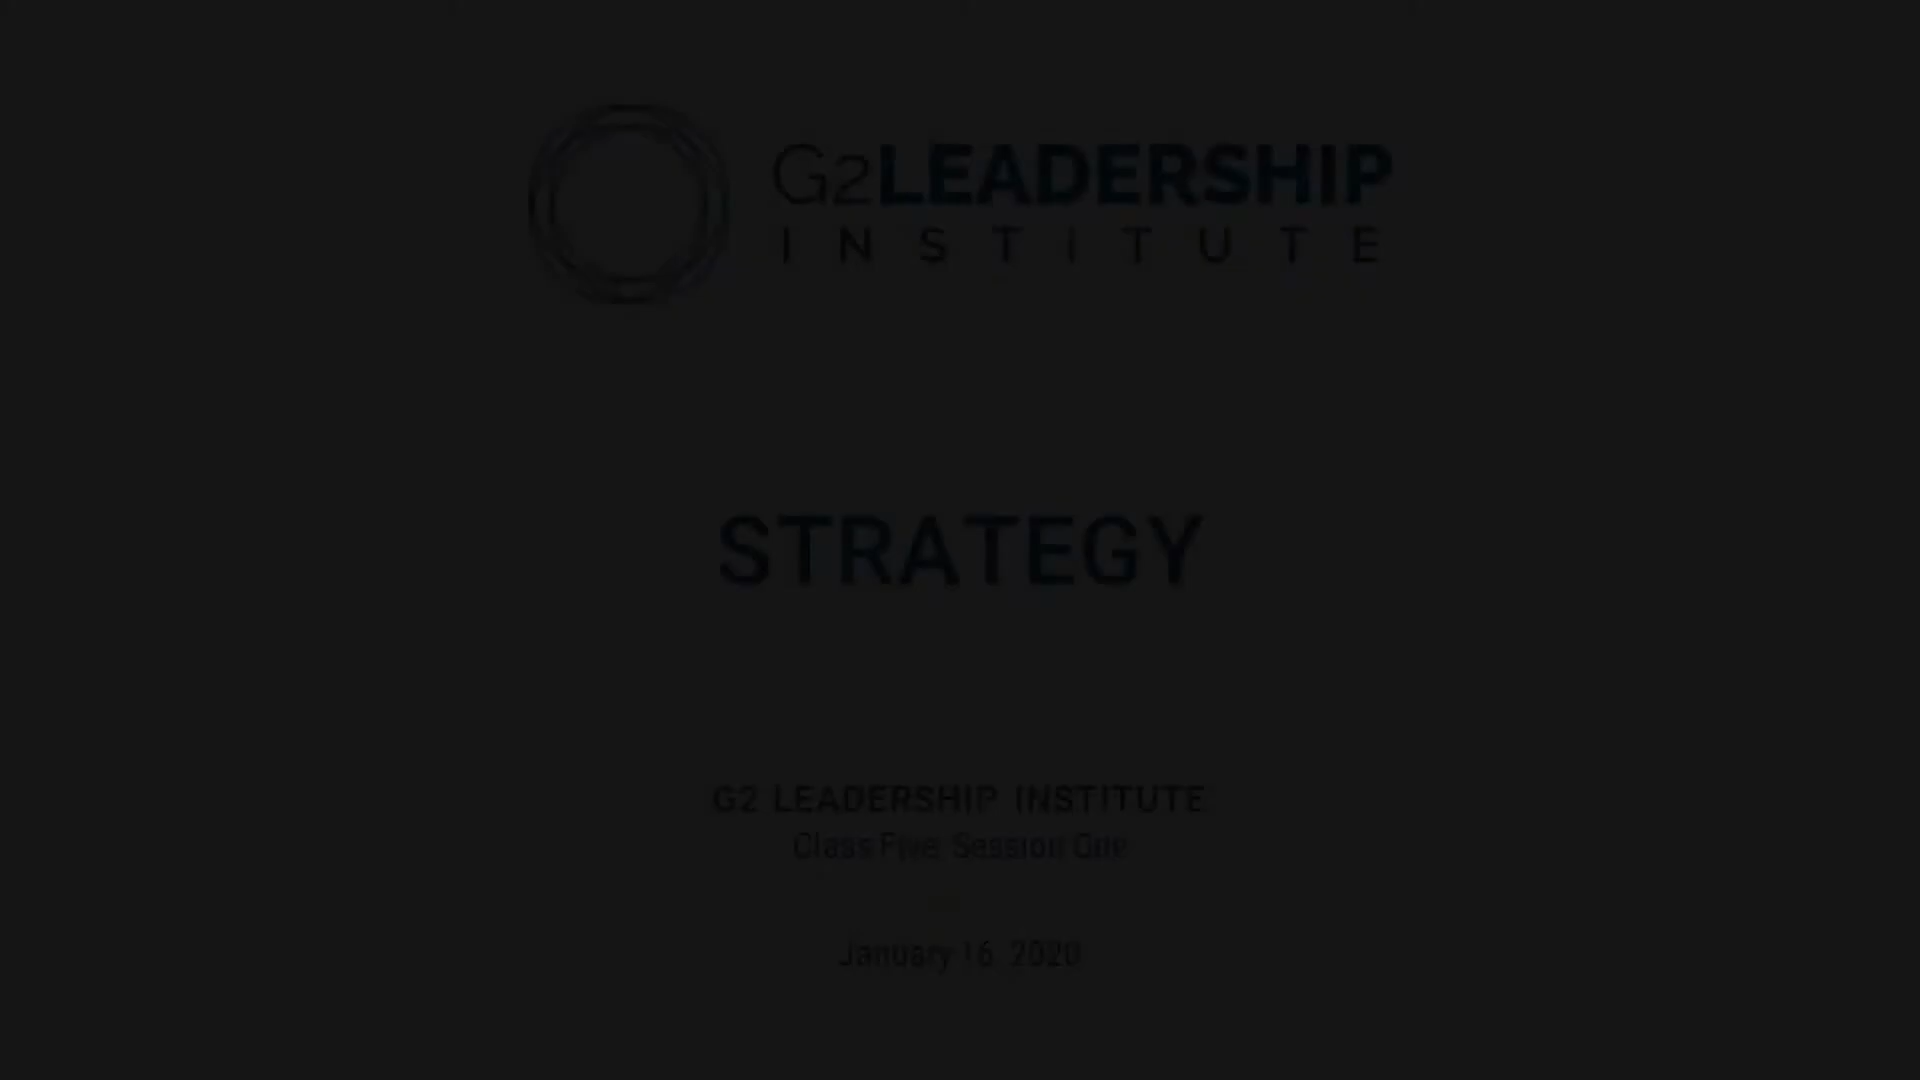 G2LEADERSHIP
INSTITUTE
STRATEGY
G2 LEADERSHIP INSTITUTE
Class Five, Session One
January 16, 2020